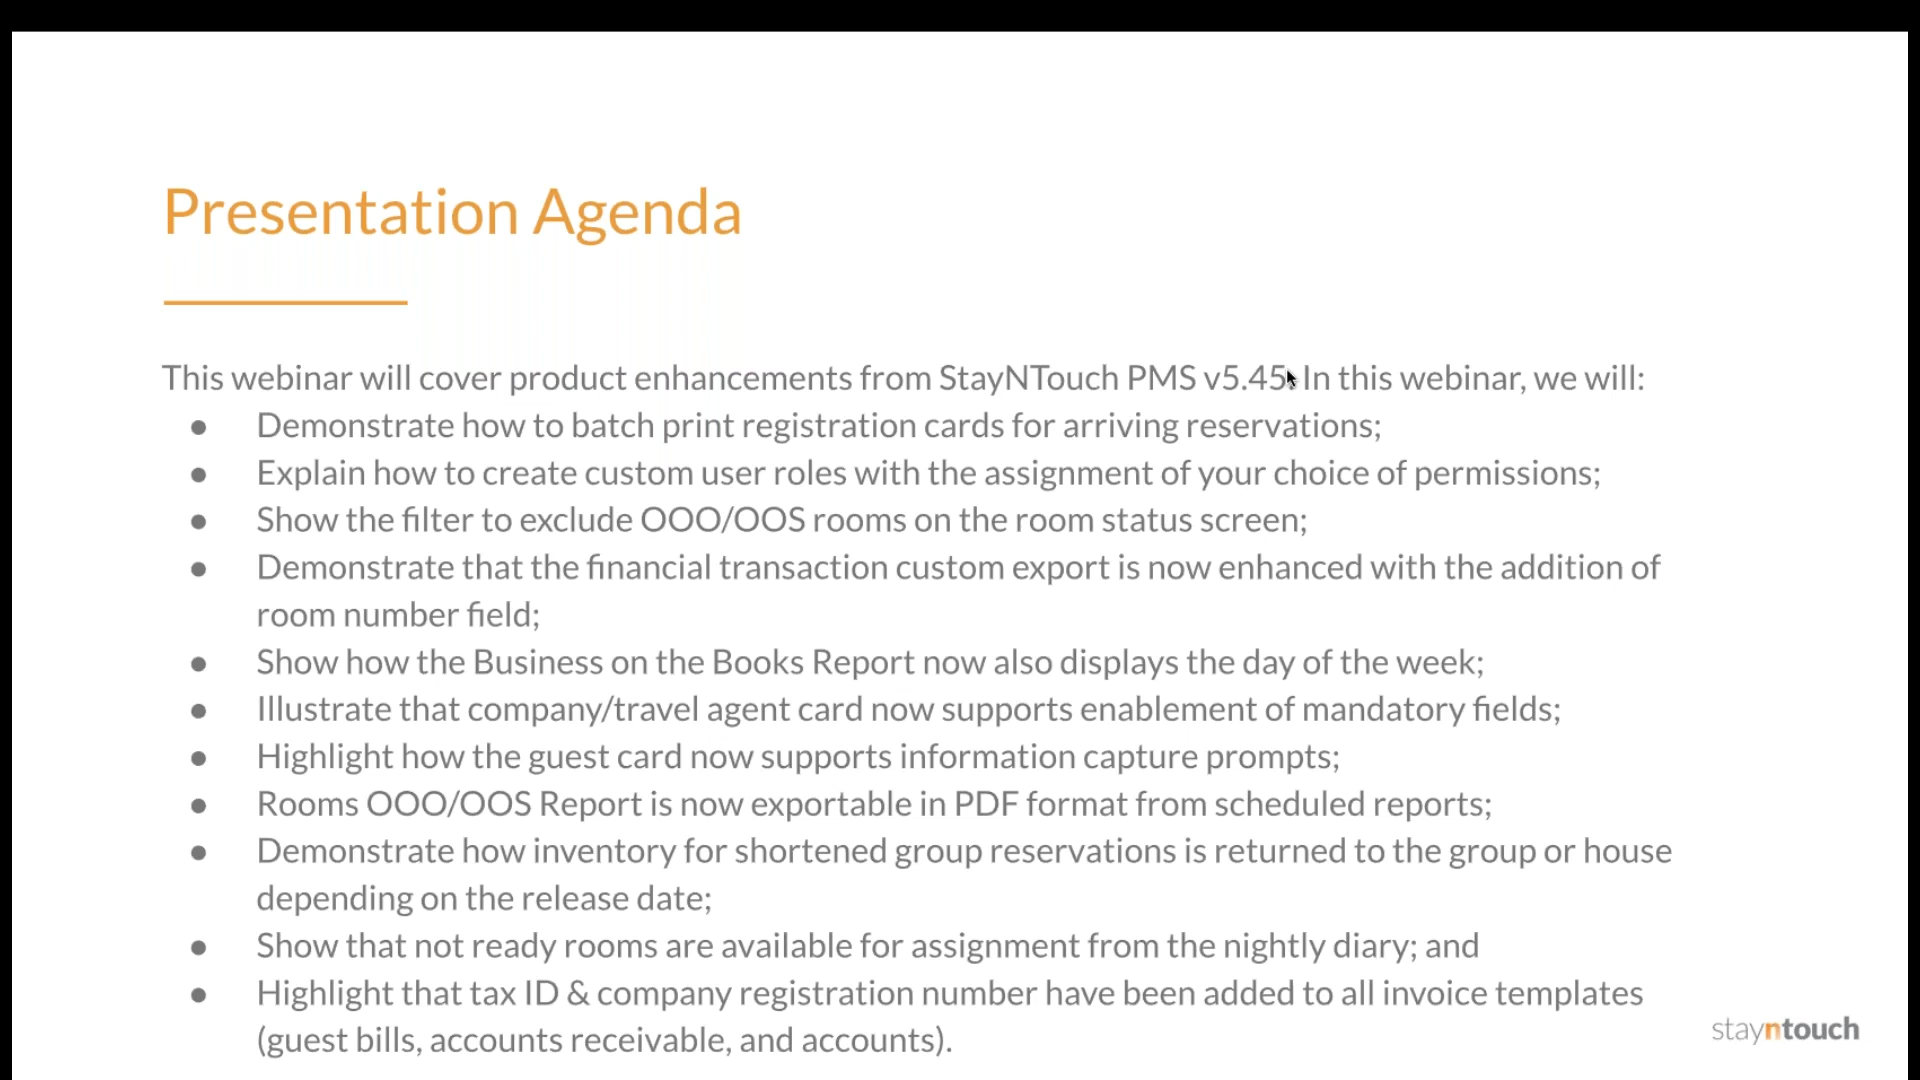 Presentation Agenda
This webinar will cover product enhancements from StayNTouch PMS v5.45. In this webinar, we will:
● Demonstrate how to batch print registration cards for arriving reservations;
● Explain how to create custom user roles with the assignment of your choice of permissions;
● Show the filter to exclude OOO/OOS rooms on the room status screen;
● Demonstrate that the financial transaction custom export is now enhanced with the addition of
room number field;
● Show how the Business on the Books Report now also displays the day of the week;
● Illustrate that company/travel agent card now supports enablement of mandatory fields;
● Highlight how the guest card now supports information capture prompts;
● Rooms OOO/OOS Report is now exportable in PDF format from scheduled reports;
● Demonstrate how inventory for shortened group reservations is returned to the group or house
depending on the release date;
● Show that not ready rooms are available for assignment from the nightly diary; and
● Highlight that tax ID & company registration number have been added to all invoice templates
(guest bills, accounts receivable, and accounts).
stayntouch